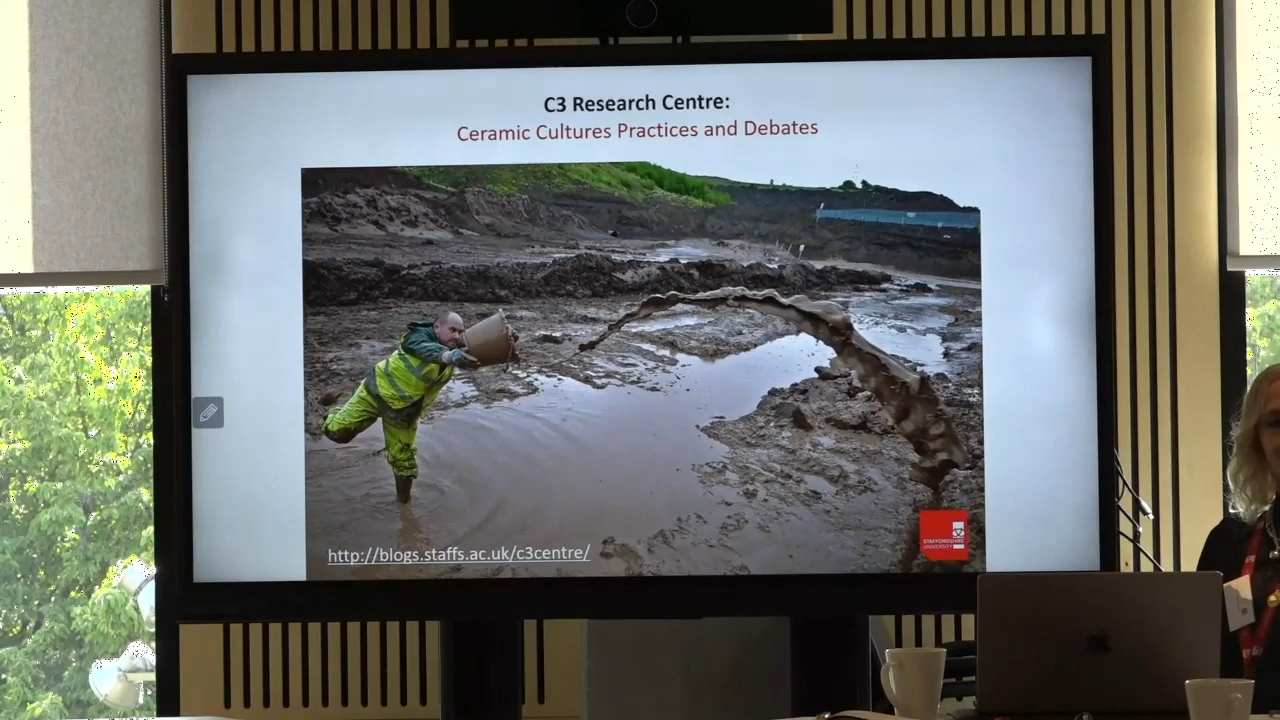 C3 Research Centre:
Ceramic Cultures Practices and Debates
http://blogs.staffs.ac.uk/c3centre/
STAFFORDSHIRE
UNIVERSITY